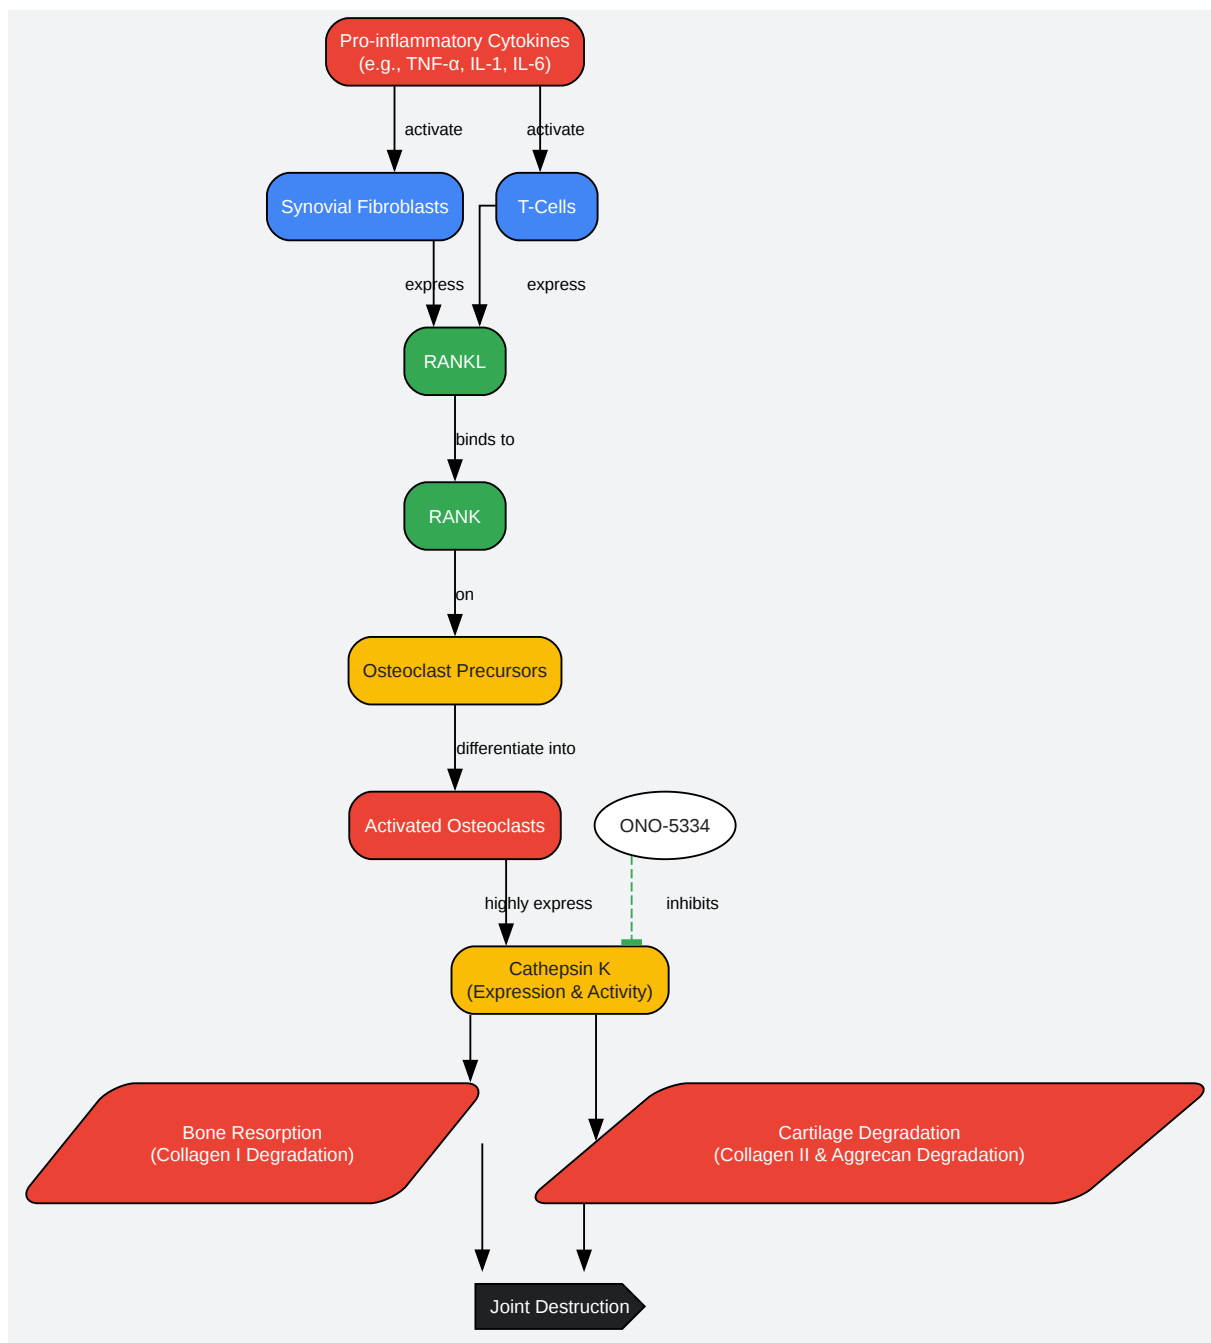 Pro-inflammatory Cytokines
(e.g., TNF-α, IL-1, IL-6)
activate
activate
Synovial Fibroblasts
T-Cells
express
express
RANKL
binds to
RANK
on
Osteoclast Precursors
differentiate into
Activated Osteoclasts
ONO-5334
highly express
inhibits
Cathepsin K
(Expression & Activity)
Bone Resorption
(Collagen I Degradation)
Cartilage Degradation
(Collagen II & Aggrecan Degradation)
Joint Destruction